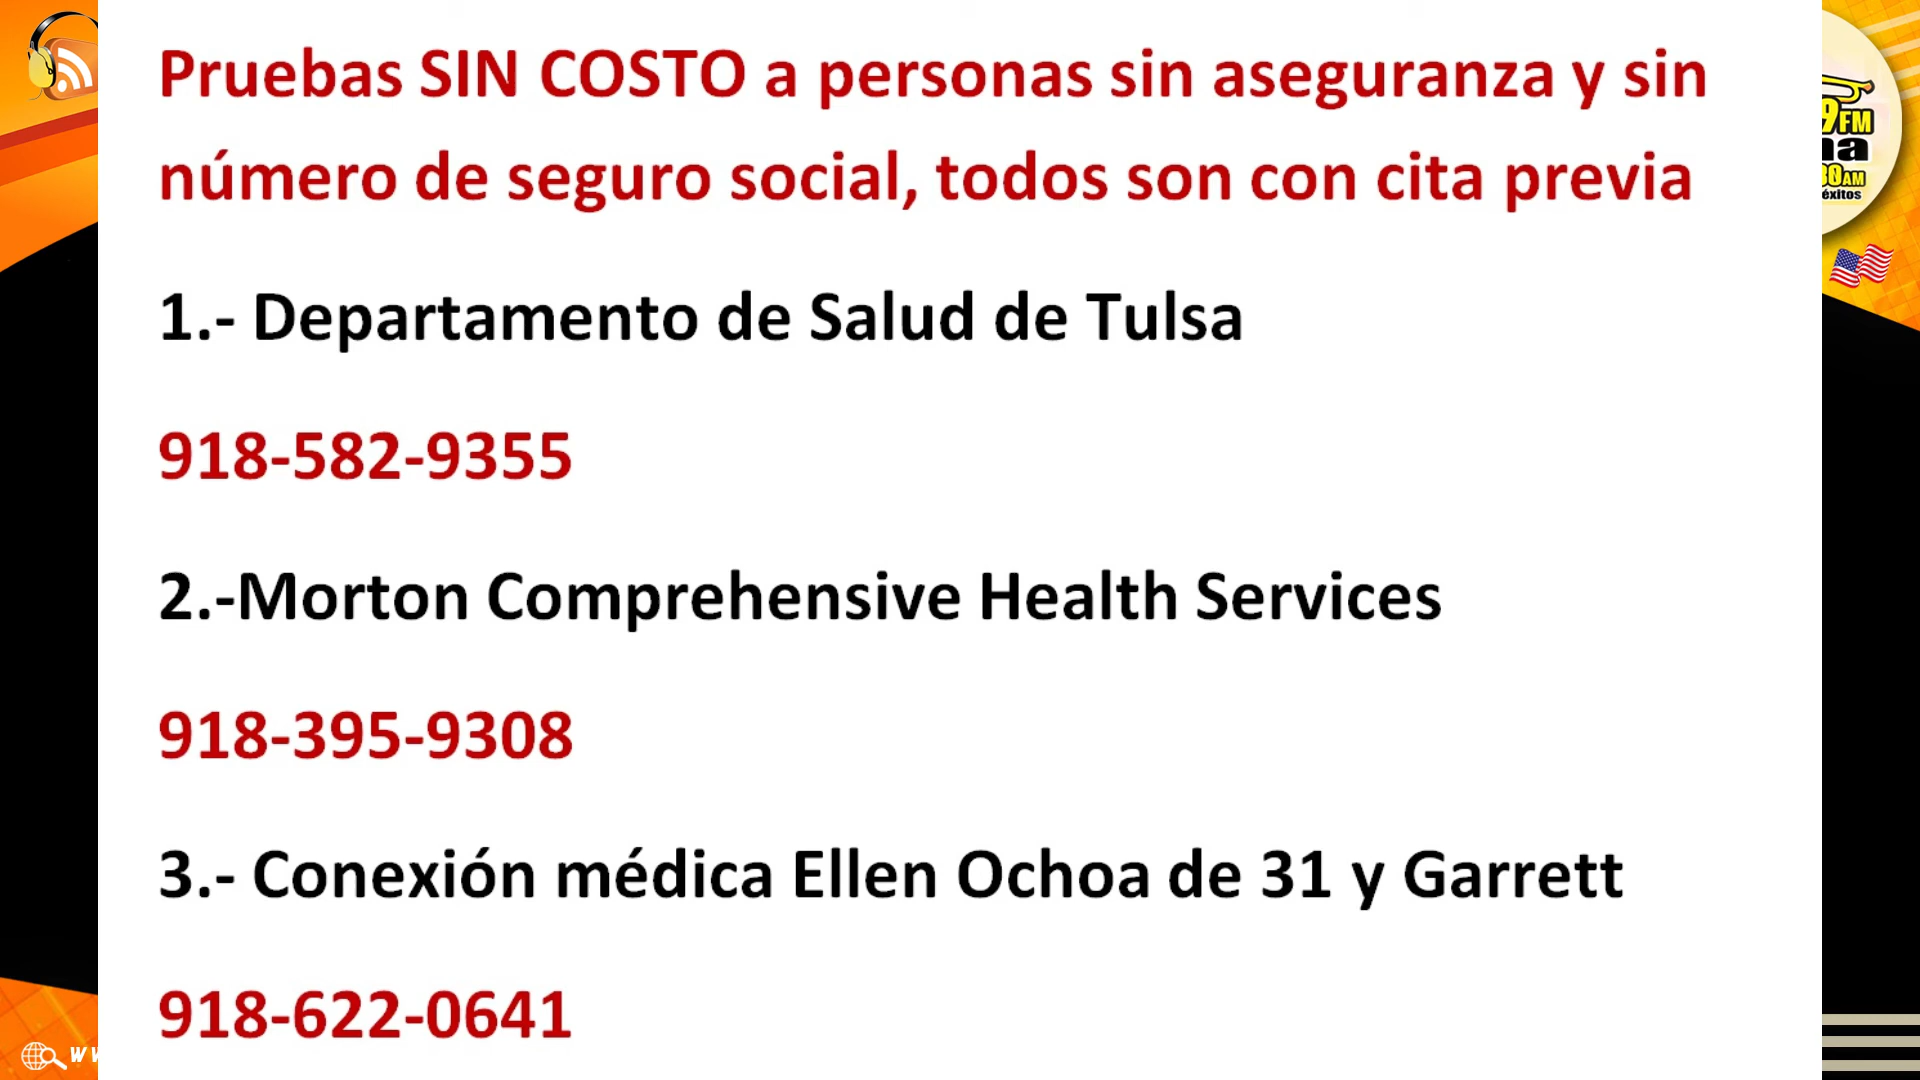 Pruebas SIN COSTO a personas sin aseguranza y sin
número de seguro social, todos son con cita previa
1.- Departamento de Salud de Tulsa
918-582-9355
2.-Morton Comprehensive Health Services
918-395-9308
3.- Conexión médica Ellen Ochoa de 31 y Garrett
918-622-0641
9FM
éxitos